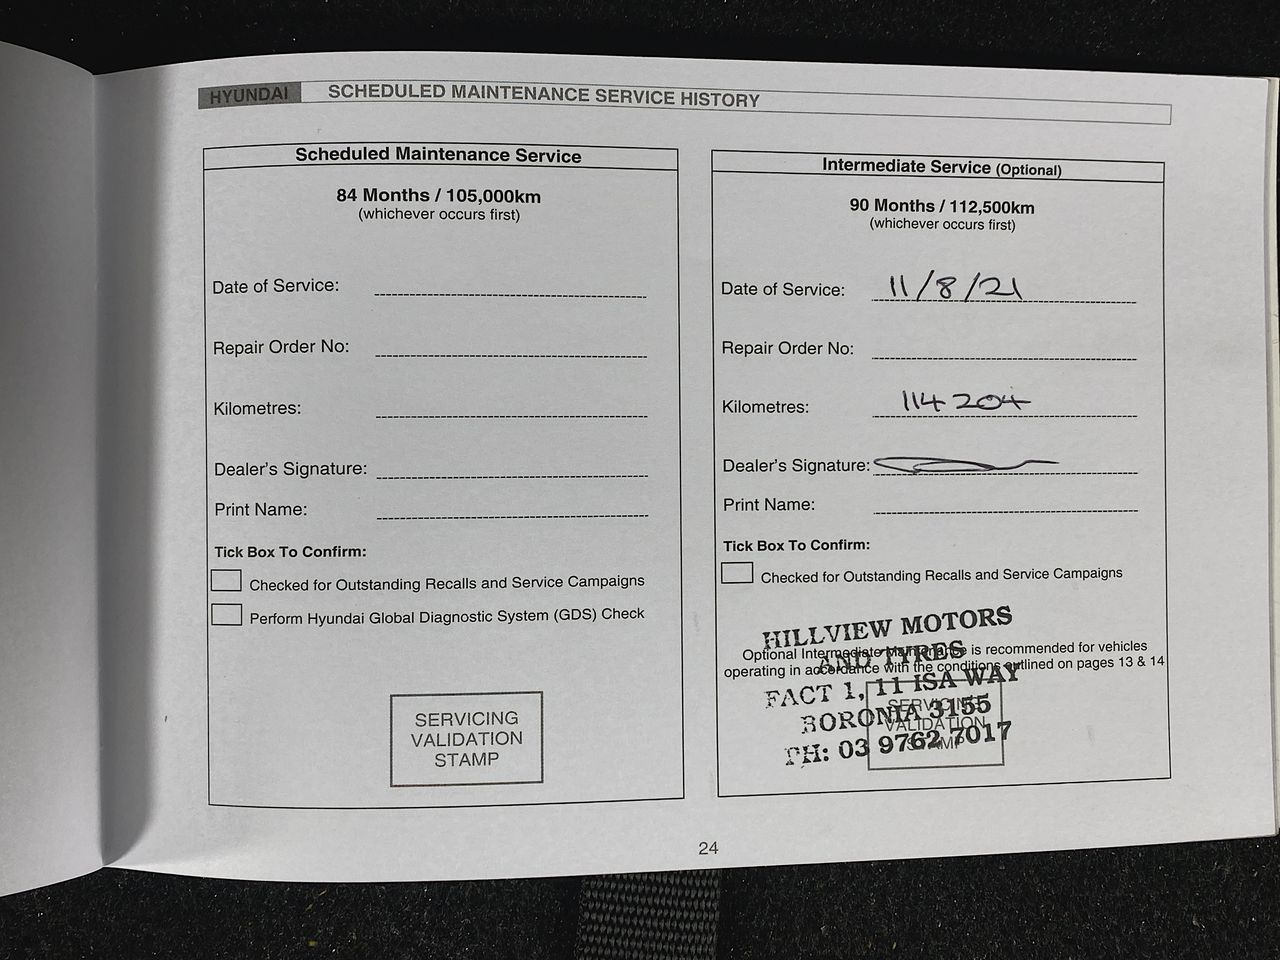 HYUNDAI SCHEDULED MAINTENANCE SERVICE HISTORY
Scheduled Maintenance Service
84 Months / 105,000km
(whichever occurs first)
Date of Service:
Repair Order No:
Kilometres:
Dealer's Signature:
Print Name:
Tick Box To Confirm:
Checked for Outstanding Recalls and Service Campaigns
Perform Hyundai Global Diagnostic System (GDS) Check
SERVICING
VALIDATION
STAMP
Intermediate Service (Optional)
90 Months / 112,500km
(whichever occurs first)
Date of Service: 11/8/21
Repair Order No:
Kilometres: 114204
Dealer's Signature:
Print Name:
Tick Box To Confirm:
Checked for Outstanding Recalls and Service Campaigns
HILLVIEW MOTORS
Optional Intermediate Maintenance is recommended for vehicles
AND TYRES
operating in accordance with the conditions outlined on pages 13 & 14
FACT 1, 11 ISA WAY
SERVICING
BORONIA 3155
VALIDATION
PH: 03 9762 7017
STAMP
24